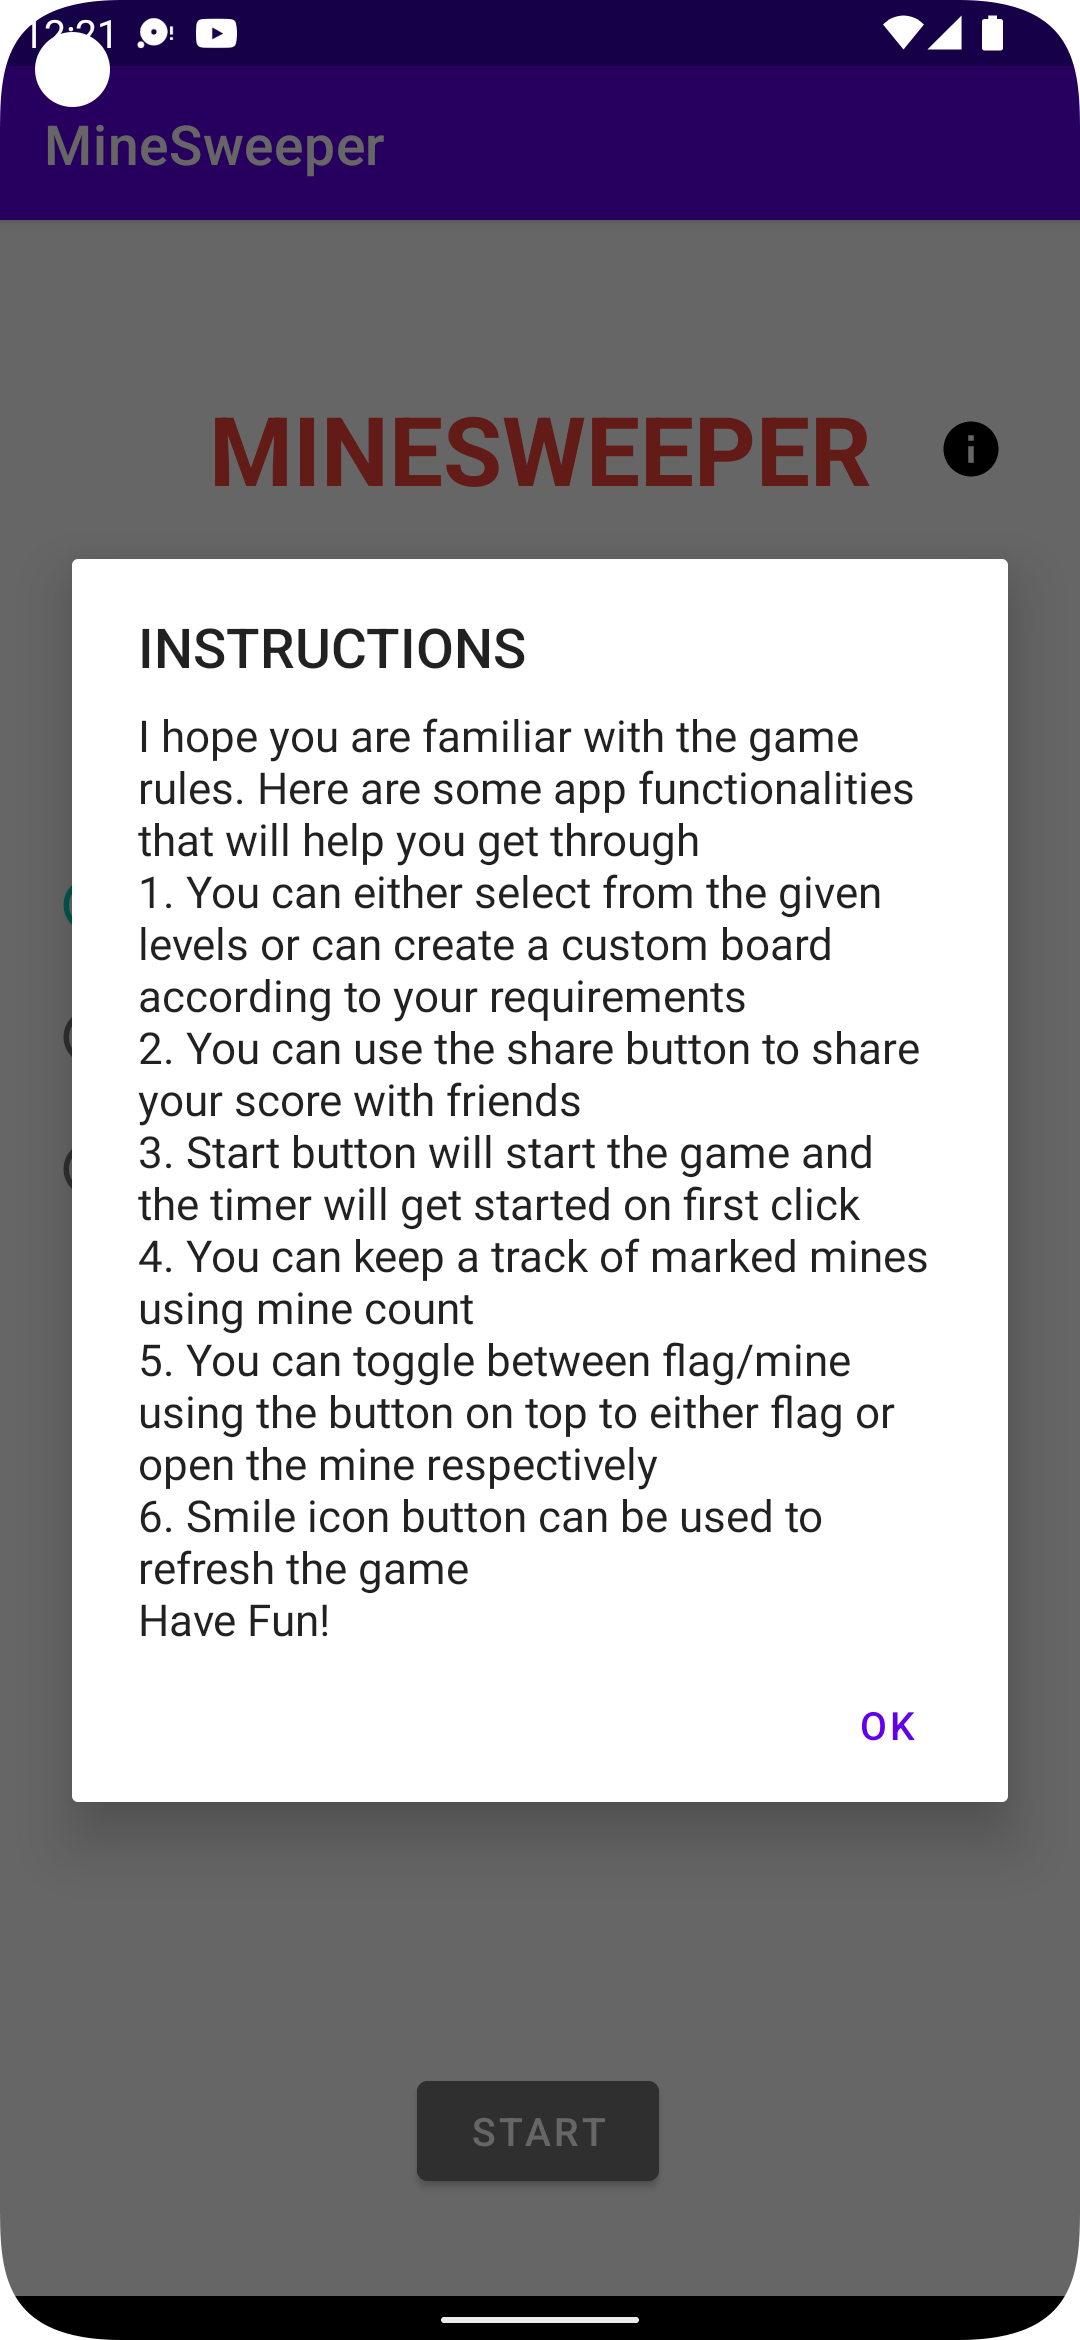 12:21
MineSweeper
MINESWEEPER
INSTRUCTIONS
I hope you are familiar with the game
rules. Here are some app functionalities
that will help you get through
1. You can either select from the given
levels or can create a custom board
according to your requirements
2. You can use the share button to share
your score with friends
3. Start button will start the game and
the timer will get started on first click
4. You can keep a track of marked mines
using mine count
5. You can toggle between flag/mine
using the button on top to either flag or
open the mine respectively
6. Smile icon button can be used to
refresh the game
Have Fun!
OK
START